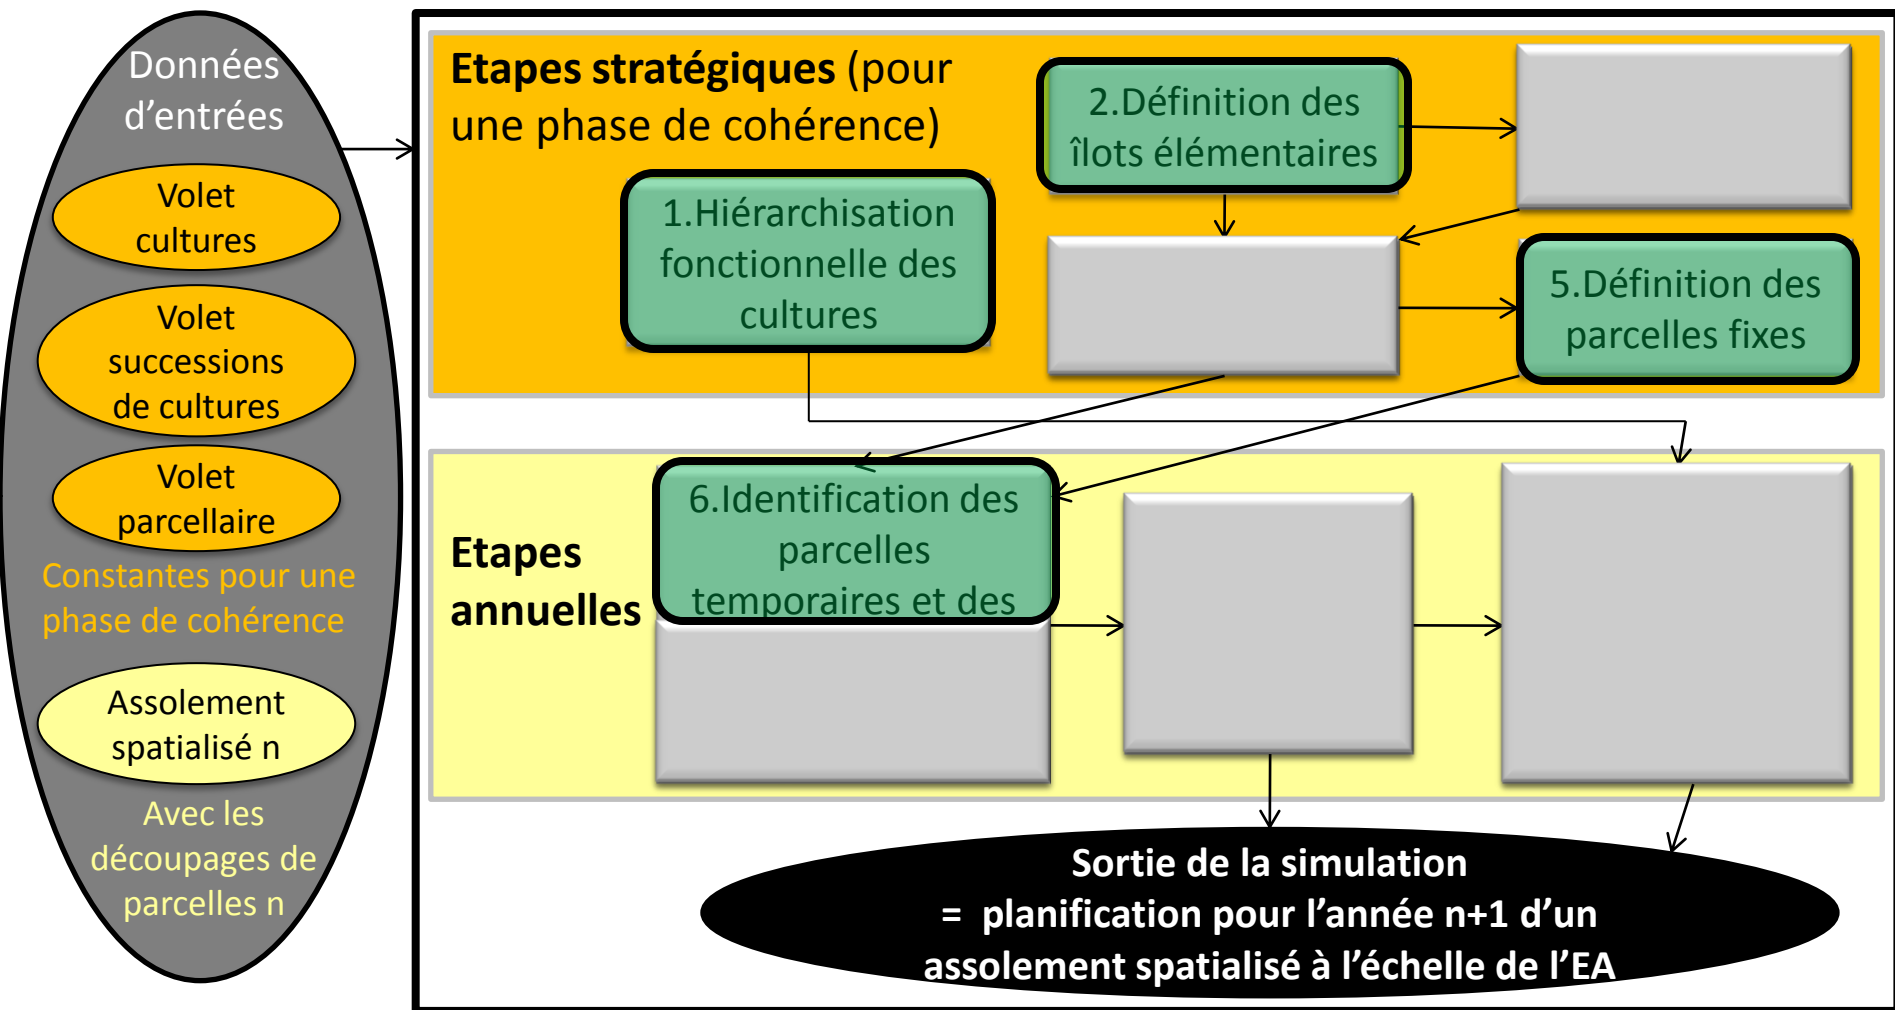 Données
d’entrées
Volet
cultures
Volet
successions
de cultures
Volet
parcellaire
Constantes pour une
phase de cohérence
Assolement
spatialisé n
Avec les
découpages de
parcelles n
Etapes stratégiques (pour
une phase de cohérence)
1.Hiérarchisation
fonctionnelle des
cultures
2.Définition des
îlots élémentaires
5.Définition des
parcelles fixes
Etapes
annuelles
6.Identification des
parcelles
temporaires et des
Sortie de la simulation
= planification pour l’année n+1 d’un
assolement spatialisé à l’échelle de l’EA